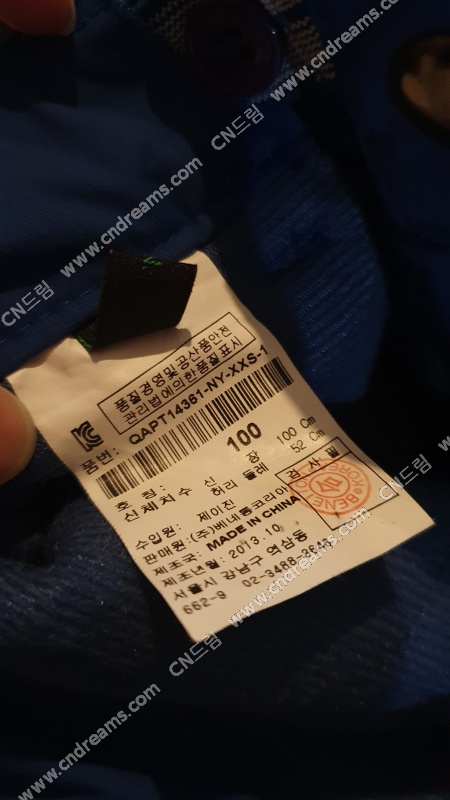 품질경영및공산품안전
관리법에의한품질표시
품번: QAPT14361-NY-XXS-1
호 칭: 100
신체치수 신 장 100 Cm
허리 둘레 52 Cm
검 사 필
수입원: 제이진
판매원: (주)베네통코리아
제조국: MADE IN CHINA
제조년월: 2013.10
서울시 강남구 역삼동
662-9 02-3488-
BENETTON KOREA
CN드림 www.cndreams.com